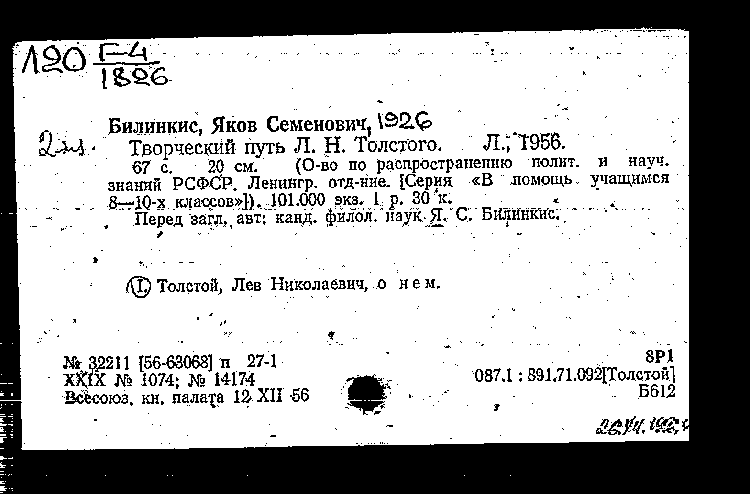 120 Г-4
1826
Билинкис, Яков Семенович, 1926
2 экз. Творческий путь Л. Н. Толстого. Л., 1956.
67 с. 20 см. (О-во по распространению полит. и науч.
знаний РСФСР. Ленингр. отд-ние. [Серия «В помощь учащимся
8—10-х классов»]). 101.000 экз. 1 р. 30 к.
Перед загл. авт: канд. филол. наук Я. С. Билинкис.
I. Толстой, Лев Николаевич, о нем.
№ 32211 [56-63068] п 27-1
8Р1
XXIX № 1074; № 14174
087.1 : 891.71.092[Толстой]
Всесоюз. кн. палата 12 XII 56
Б612